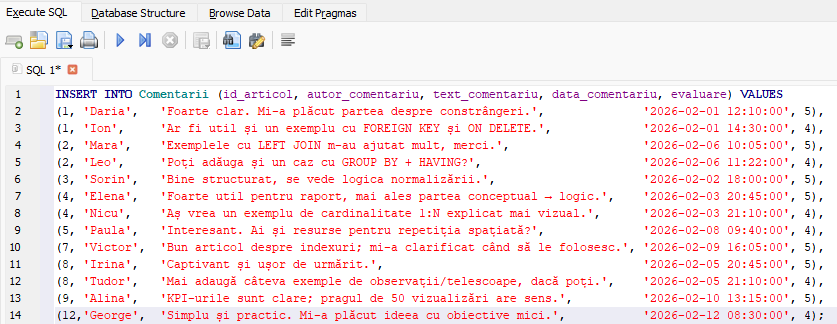 Execute SQL Database Structure Browse Data Edit Pragmas
SQL 1*
1 INSERT INTO Comentarii (id_articol, autor_comentariu, text_comentariu, data_comentariu, evaluare) VALUES
2 (1, 'Daria', 'Foarte clar. Mi-a plăcut partea despre constrângeri.', '2026-02-01 12:10:00', 5),
3 (1, 'Ion', 'Ar fi util și un exemplu cu FOREIGN KEY și ON DELETE.', '2026-02-01 14:30:00', 4),
4 (2, 'Mara', 'Exemplele cu LEFT JOIN m-au ajutat mult, merci.', '2026-02-06 10:05:00', 5),
5 (2, 'Leo', 'Poți adăuga și un caz cu GROUP BY + HAVING?', '2026-02-06 11:22:00', 4),
6 (3, 'Sorin', 'Bine structurat, se vede logica normalizării.', '2026-02-02 18:00:00', 5),
7 (4, 'Elena', 'Foarte util pentru raport, mai ales partea conceptual → logic.', '2026-02-03 20:45:00', 5),
8 (4, 'Nicu', 'Aș vrea un exemplu de cardinalitate 1:N explicat mai vizual.', '2026-02-03 21:10:00', 4),
9 (5, 'Paula', 'Interesant. Ai și resurse pentru repetiția spațiată?', '2026-02-08 09:40:00', 4),
10 (7, 'Victor', 'Bun articol despre indexuri; mi-a clarificat când să le folosesc.', '2026-02-09 16:05:00', 5),
11 (8, 'Irina', 'Captivant și ușor de urmărit.', '2026-02-05 20:45:00', 5),
12 (8, 'Tudor', 'Mai adaugă câteva exemple de observații/telescoape, dacă poți.', '2026-02-05 21:10:00', 4),
13 (9, 'Alina', 'KPI-urile sunt clare; pragul de 50 vizualizări are sens.', '2026-02-10 13:15:00', 5),
14 (12,'George', 'Simplu și practic. Mi-a plăcut ideea cu obiective mici.', '2026-02-12 08:30:00', 4);